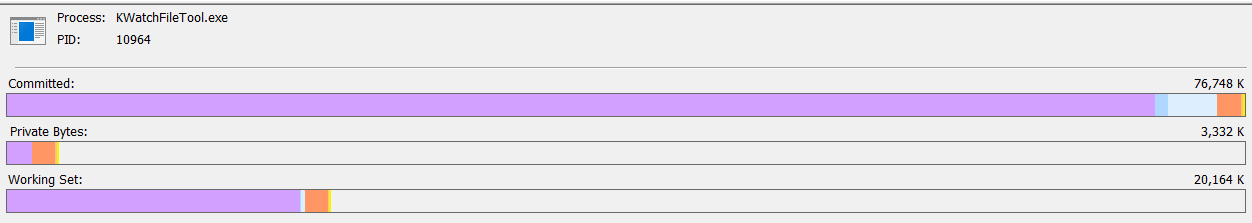 Process: KWatchFileTool.exe
PID: 10964
Committed: 76,748 K
Private Bytes: 3,332 K
Working Set: 20,164 K